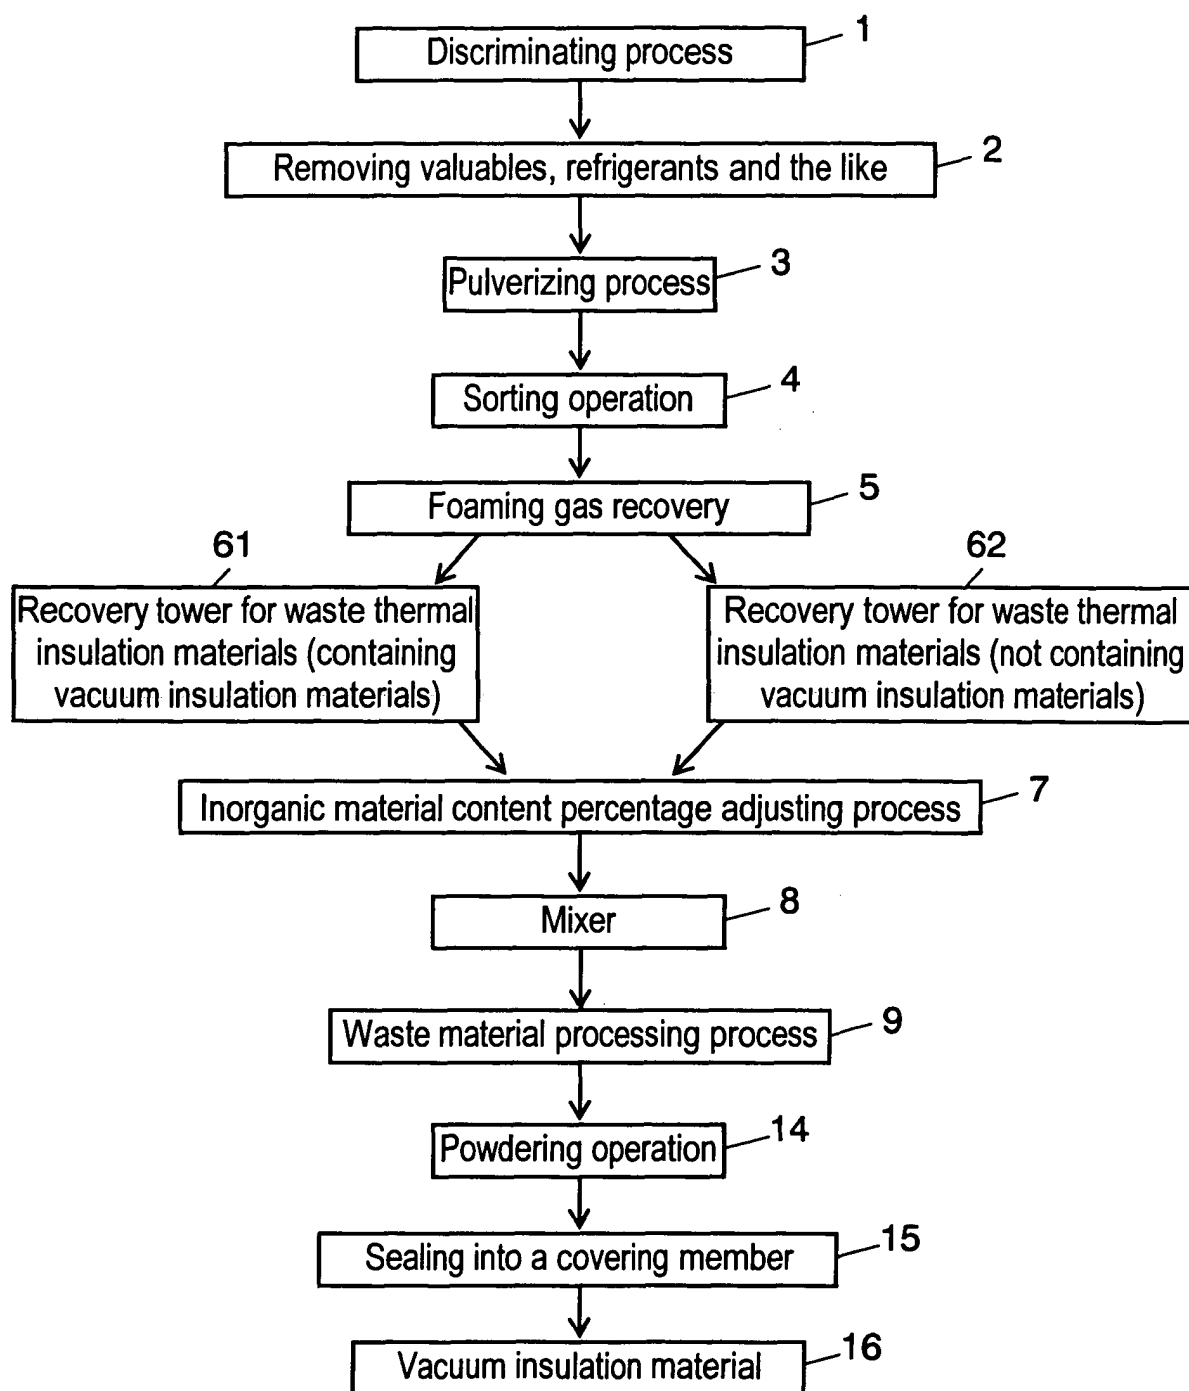 1
Discriminating process
2
Removing valuables, refrigerants and the like
3
Pulverizing process
4
Sorting operation
5
Foaming gas recovery
61
Recovery tower for waste thermal
insulation materials (containing
vacuum insulation materials)
62
Recovery tower for waste thermal
insulation materials (not containing
vacuum insulation materials)
7
Inorganic material content percentage adjusting process
8
Mixer
9
Waste material processing process
14
Powdering operation
15
Sealing into a covering member
16
Vacuum insulation material